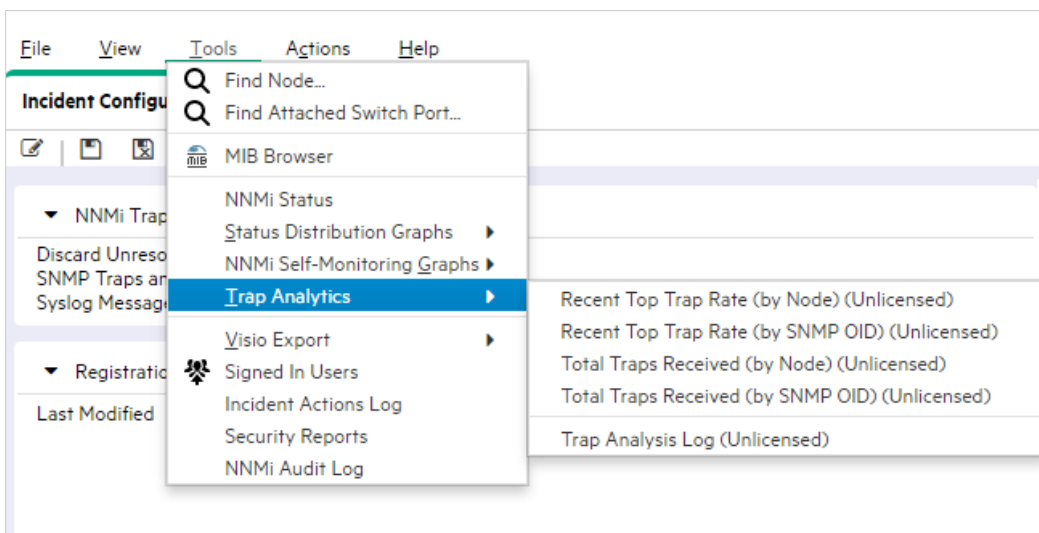 File View Tools Actions Help
Incident Configu
Find Node...
Find Attached Switch Port...
MIB
MIB Browser
NNMi Status
Status Distribution Graphs
NNMi Self-Monitoring Graphs
Trap Analytics
Visio Export
Signed In Users
Incident Actions Log
Security Reports
NNMi Audit Log
NNMi Trap
Discard Unreso
SNMP Traps an
Syslog Message
Registratio
Last Modified
Recent Top Trap Rate (by Node) (Unlicensed)
Recent Top Trap Rate (by SNMP OID) (Unlicensed)
Total Traps Received (by Node) (Unlicensed)
Total Traps Received (by SNMP OID) (Unlicensed)
Trap Analysis Log (Unlicensed)